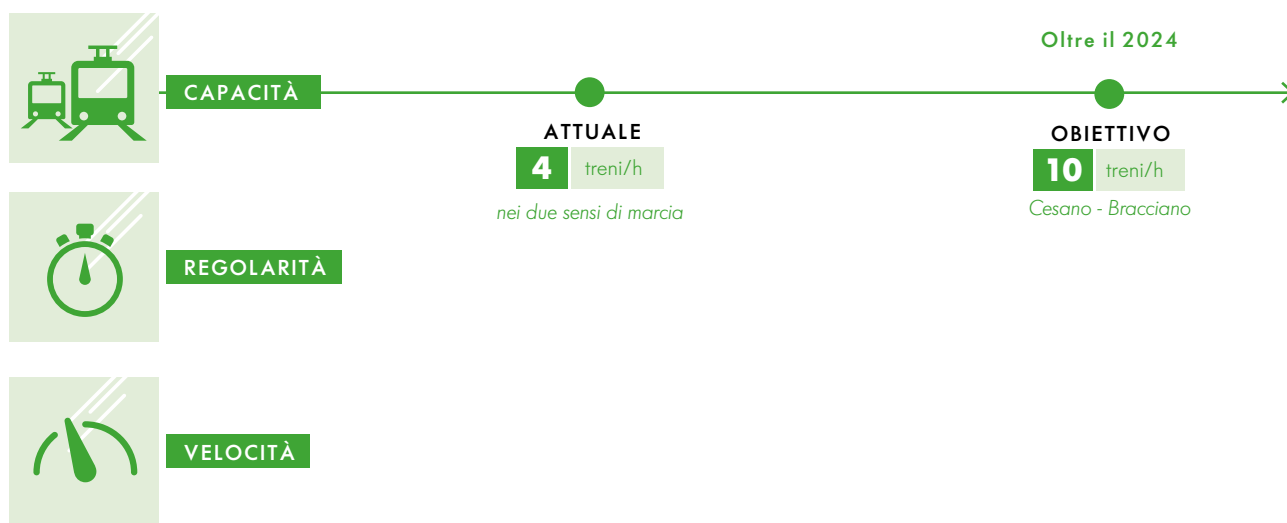 Oltre il 2024
CAPACITÀ
ATTUALE
OBIETTIVO
4 treni/h
10 treni/h
nei due sensi di marcia
Cesano - Bracciano
REGOLARITÀ
VELOCITÀ